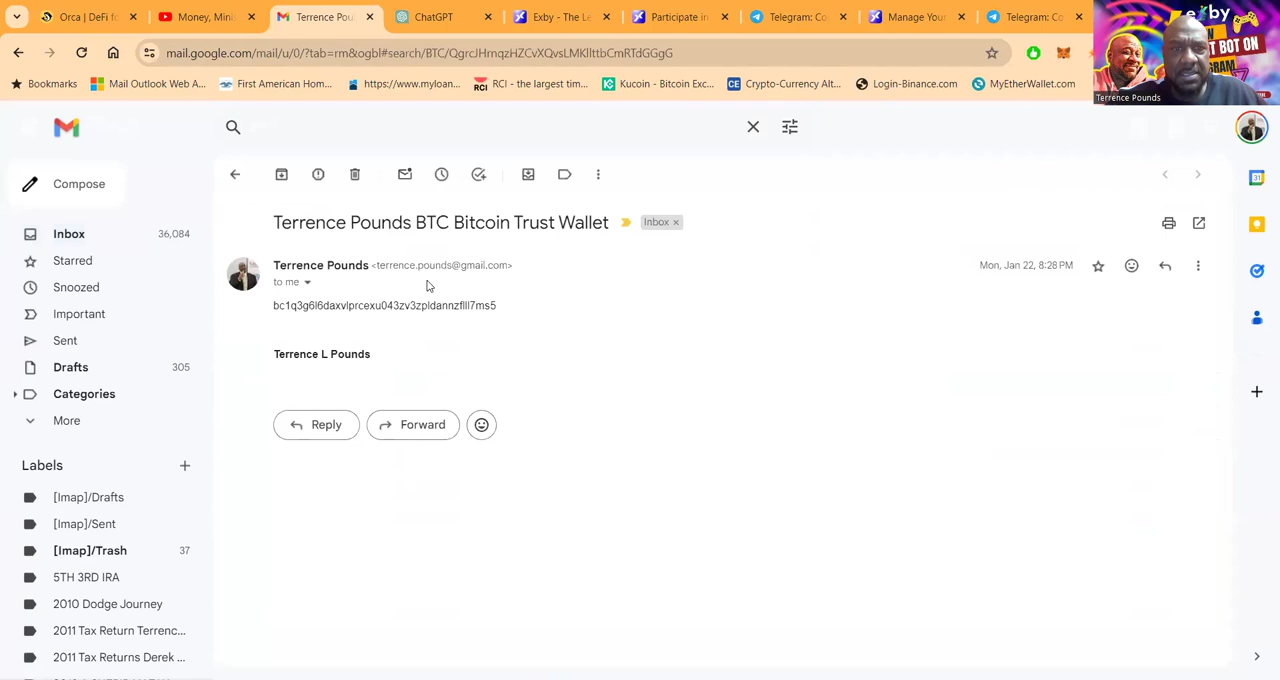 Orca | DeFi fo
Money, Mini
Terrence Pou
ChatGPT
Exby - The Le
Participate in
Telegram: Co
Manage Your
Telegram: Co
mail.google.com/mail/u/0/?tab=rm&ogbl#search/BTC/QgrcJHrnqzHZCvXQvsLMKllttbCmRTdGGgG
Bookmarks
Mail Outlook Web A...
First American Hom...
https://www.myloan...
RCI - the largest tim...
Kucoin - Bitcoin Exc...
Crypto-Currency Alt...
Login-Binance.com
MyEtherWallet.com
Terrence Pounds
Compose
Inbox 36,084
Starred
Snoozed
Important
Sent
Drafts 305
Categories
More
Labels
[Imap]/Drafts
[Imap]/Sent
[Imap]/Trash 37
5TH 3RD IRA
2010 Dodge Journey
2011 Tax Return Terrenc...
2011 Tax Returns Derek ...
Terrence Pounds BTC Bitcoin Trust Wallet
Inbox x
Terrence Pounds <terrence.pounds@gmail.com>
Mon, Jan 22, 8:28 PM
to me
bc1q3g6l6daxvlprcexu043zv3zpldannzflll7ms5
Terrence L Pounds
Reply
Forward